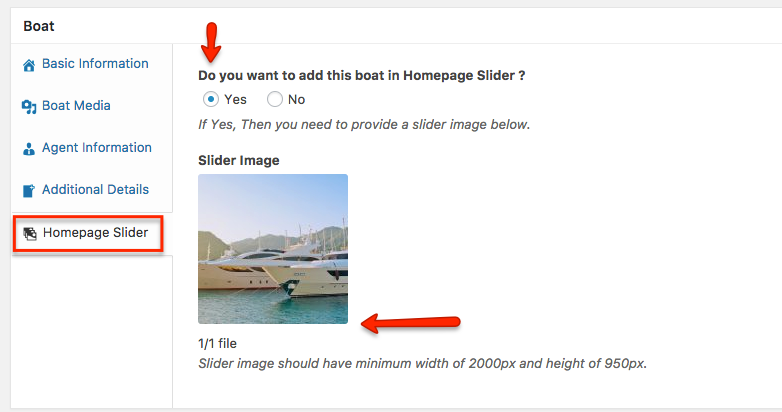 Boat
Basic Information
Boat Media
Agent Information
Additional Details
Homepage Slider
Do you want to add this boat in Homepage Slider ?
Yes No
If Yes, Then you need to provide a slider image below.
Slider Image
1/1 file
Slider image should have minimum width of 2000px and height of 950px.